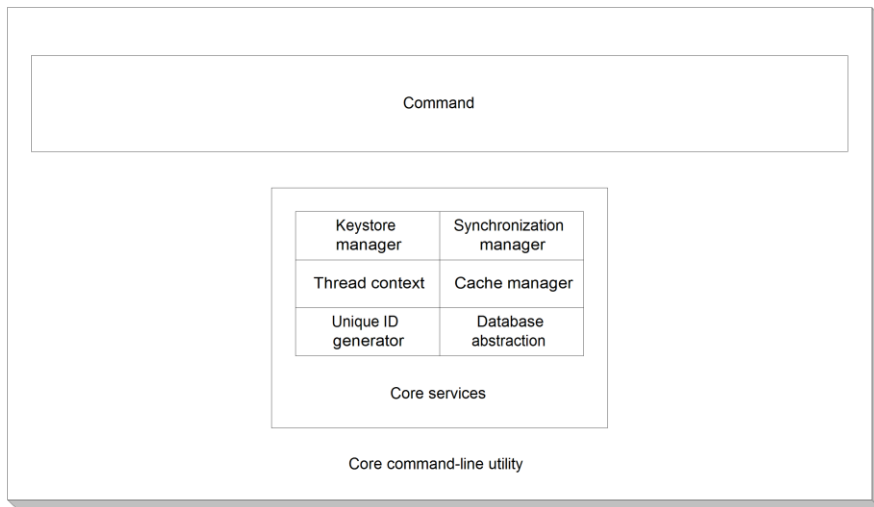 Command
Keystore
manager
Synchronization
manager
Thread context
Cache manager
Unique ID
generator
Database
abstraction
Core services
Core command-line utility